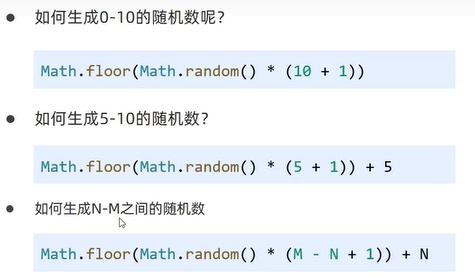 如何生成0-10的随机数呢？
Math.floor(Math.random() * (10 + 1))
如何生成5-10的随机数？
Math.floor(Math.random() * (5 + 1)) + 5
如何生成N-M之间的随机数
Math.floor(Math.random() * (M - N + 1)) + N